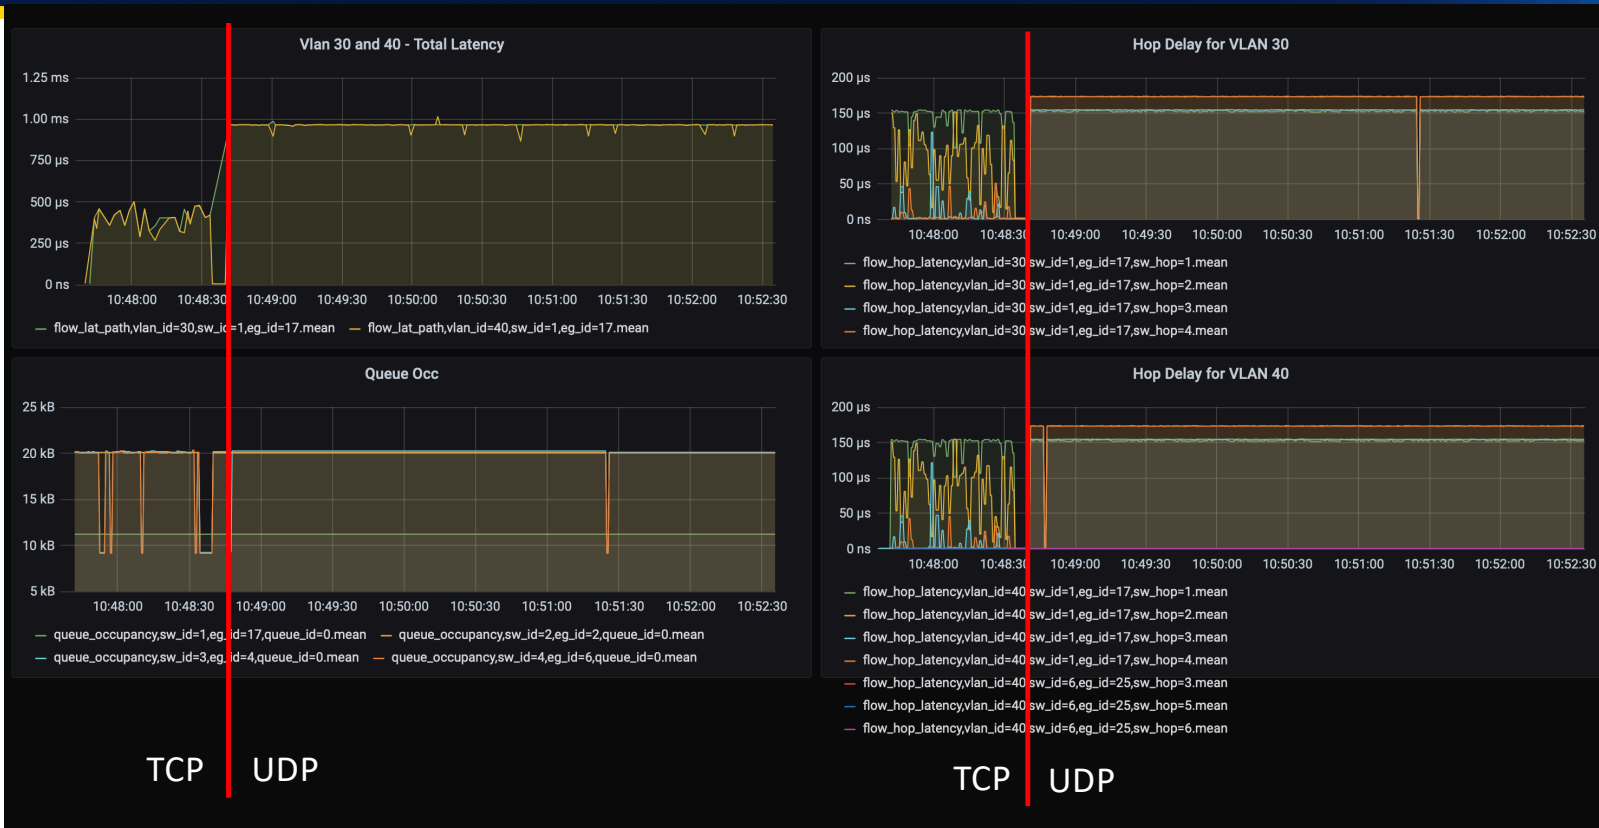 Vlan 30 and 40 - Total Latency
1.25 ms
1.00 ms
750 µs
500 µs
250 µs
0 ns
10:48:00 10:48:30 10:49:00 10:49:30 10:50:00 10:50:30 10:51:00 10:51:30 10:52:00 10:52:30
flow_lat_path,vlan_id=30,sw_id=1,eg_id=17.mean flow_lat_path,vlan_id=40,sw_id=1,eg_id=17.mean
Hop Delay for VLAN 30
200 µs
150 µs
100 µs
50 µs
0 ns
10:48:00 10:48:30 10:49:00 10:49:30 10:50:00 10:50:30 10:51:00 10:51:30 10:52:00 10:52:30
flow_hop_latency,vlan_id=30,sw_id=1,eg_id=17,sw_hop=1.mean
flow_hop_latency,vlan_id=30,sw_id=1,eg_id=17,sw_hop=2.mean
flow_hop_latency,vlan_id=30,sw_id=1,eg_id=17,sw_hop=3.mean
flow_hop_latency,vlan_id=30,sw_id=1,eg_id=17,sw_hop=4.mean
Queue Occ
25 kB
20 kB
15 kB
10 kB
5 kB
10:48:00 10:48:30 10:49:00 10:49:30 10:50:00 10:50:30 10:51:00 10:51:30 10:52:00 10:52:30
queue_occupancy,sw_id=1,eg_id=17,queue_id=0.mean queue_occupancy,sw_id=2,eg_id=2,queue_id=0.mean
queue_occupancy,sw_id=3,eg_id=4,queue_id=0.mean queue_occupancy,sw_id=4,eg_id=6,queue_id=0.mean
Hop Delay for VLAN 40
200 µs
150 µs
100 µs
50 µs
0 ns
10:48:00 10:48:30 10:49:00 10:49:30 10:50:00 10:50:30 10:51:00 10:51:30 10:52:00 10:52:30
flow_hop_latency,vlan_id=40,sw_id=1,eg_id=17,sw_hop=1.mean
flow_hop_latency,vlan_id=40,sw_id=1,eg_id=17,sw_hop=2.mean
flow_hop_latency,vlan_id=40,sw_id=1,eg_id=17,sw_hop=3.mean
flow_hop_latency,vlan_id=40,sw_id=1,eg_id=17,sw_hop=4.mean
flow_hop_latency,vlan_id=40,sw_id=6,eg_id=25,sw_hop=3.mean
flow_hop_latency,vlan_id=40,sw_id=6,eg_id=25,sw_hop=5.mean
flow_hop_latency,vlan_id=40,sw_id=6,eg_id=25,sw_hop=6.mean
TCP UDP
TCP UDP